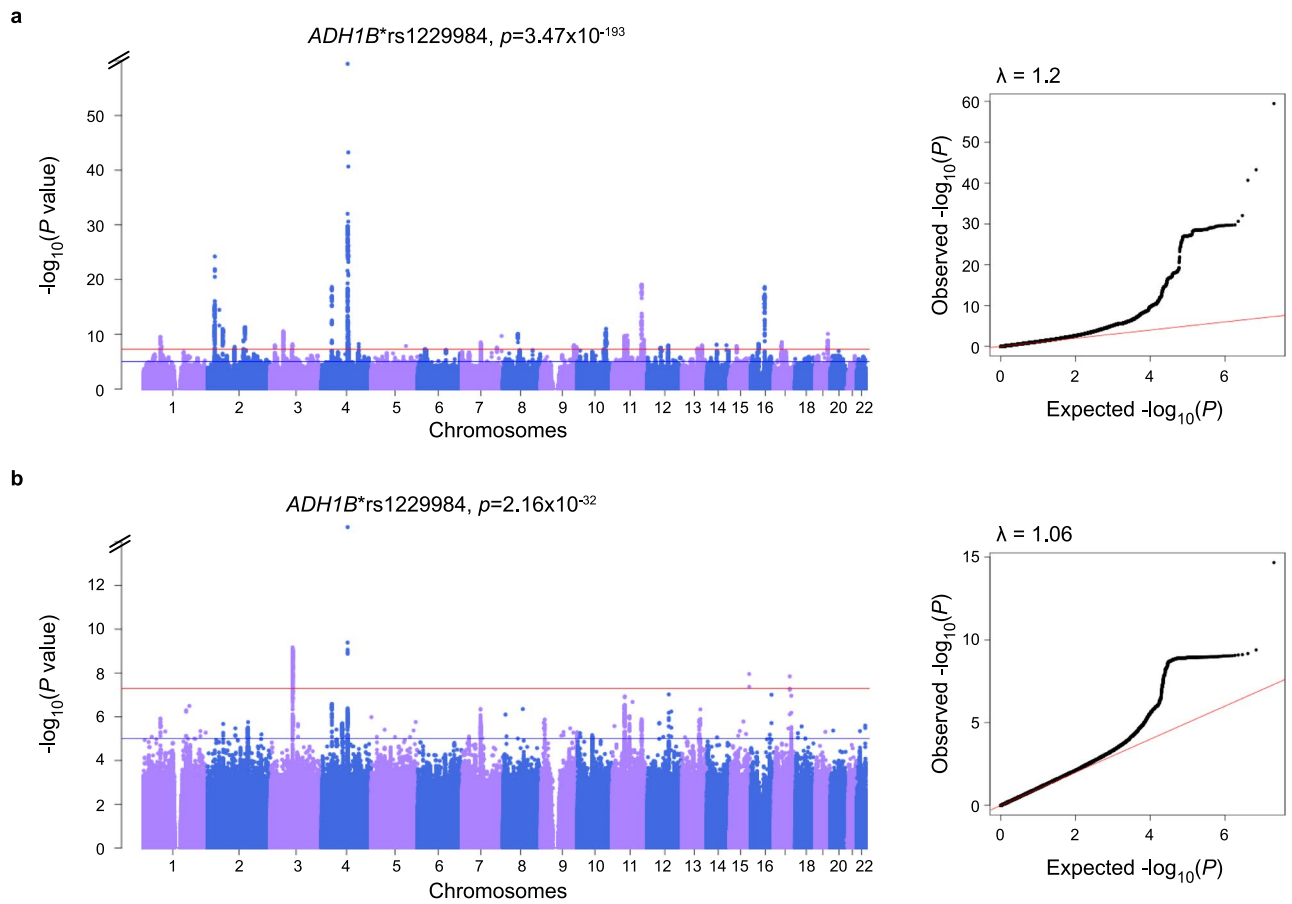 a
ADH1B*rs1229984, p=3.47x10-193
-log10(P value)
50
40
30
20
10
0
1 2 3 4 5 6 7 8 9 10 11 12 13 14 15 16 18 20 22
Chromosomes
λ = 1.2
Observed -log10(P)
60
50
40
30
20
10
0
0 2 4 6
Expected -log10(P)
b
ADH1B*rs1229984, p=2.16x10-32
-log10(P value)
12
10
8
6
4
2
0
1 2 3 4 5 6 7 8 9 10 11 12 13 14 15 16 18 20 22
Chromosomes
λ = 1.06
Observed -log10(P)
15
10
5
0
0 2 4 6
Expected -log10(P)